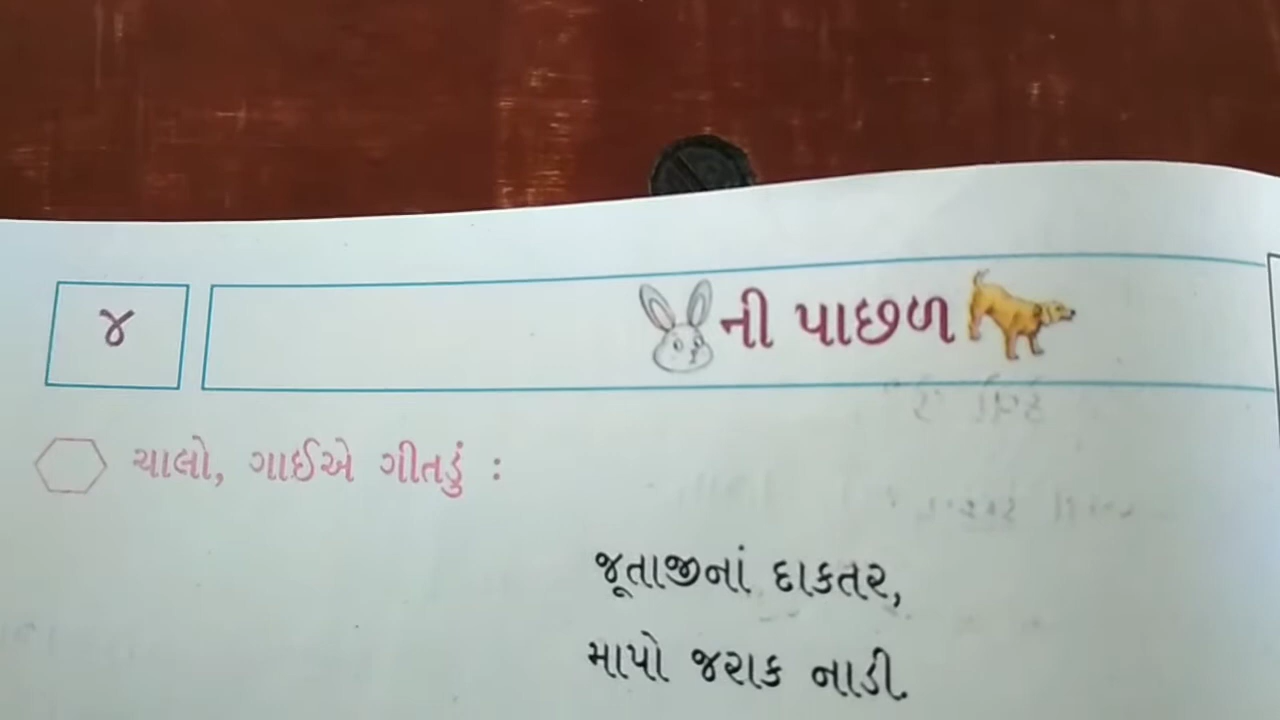 ૪
ની પાછળ
ચાલો, ગાઈએ ગીતડું :
જૂતાજીનાં દાકતર,
માપો જરાક નાડી.